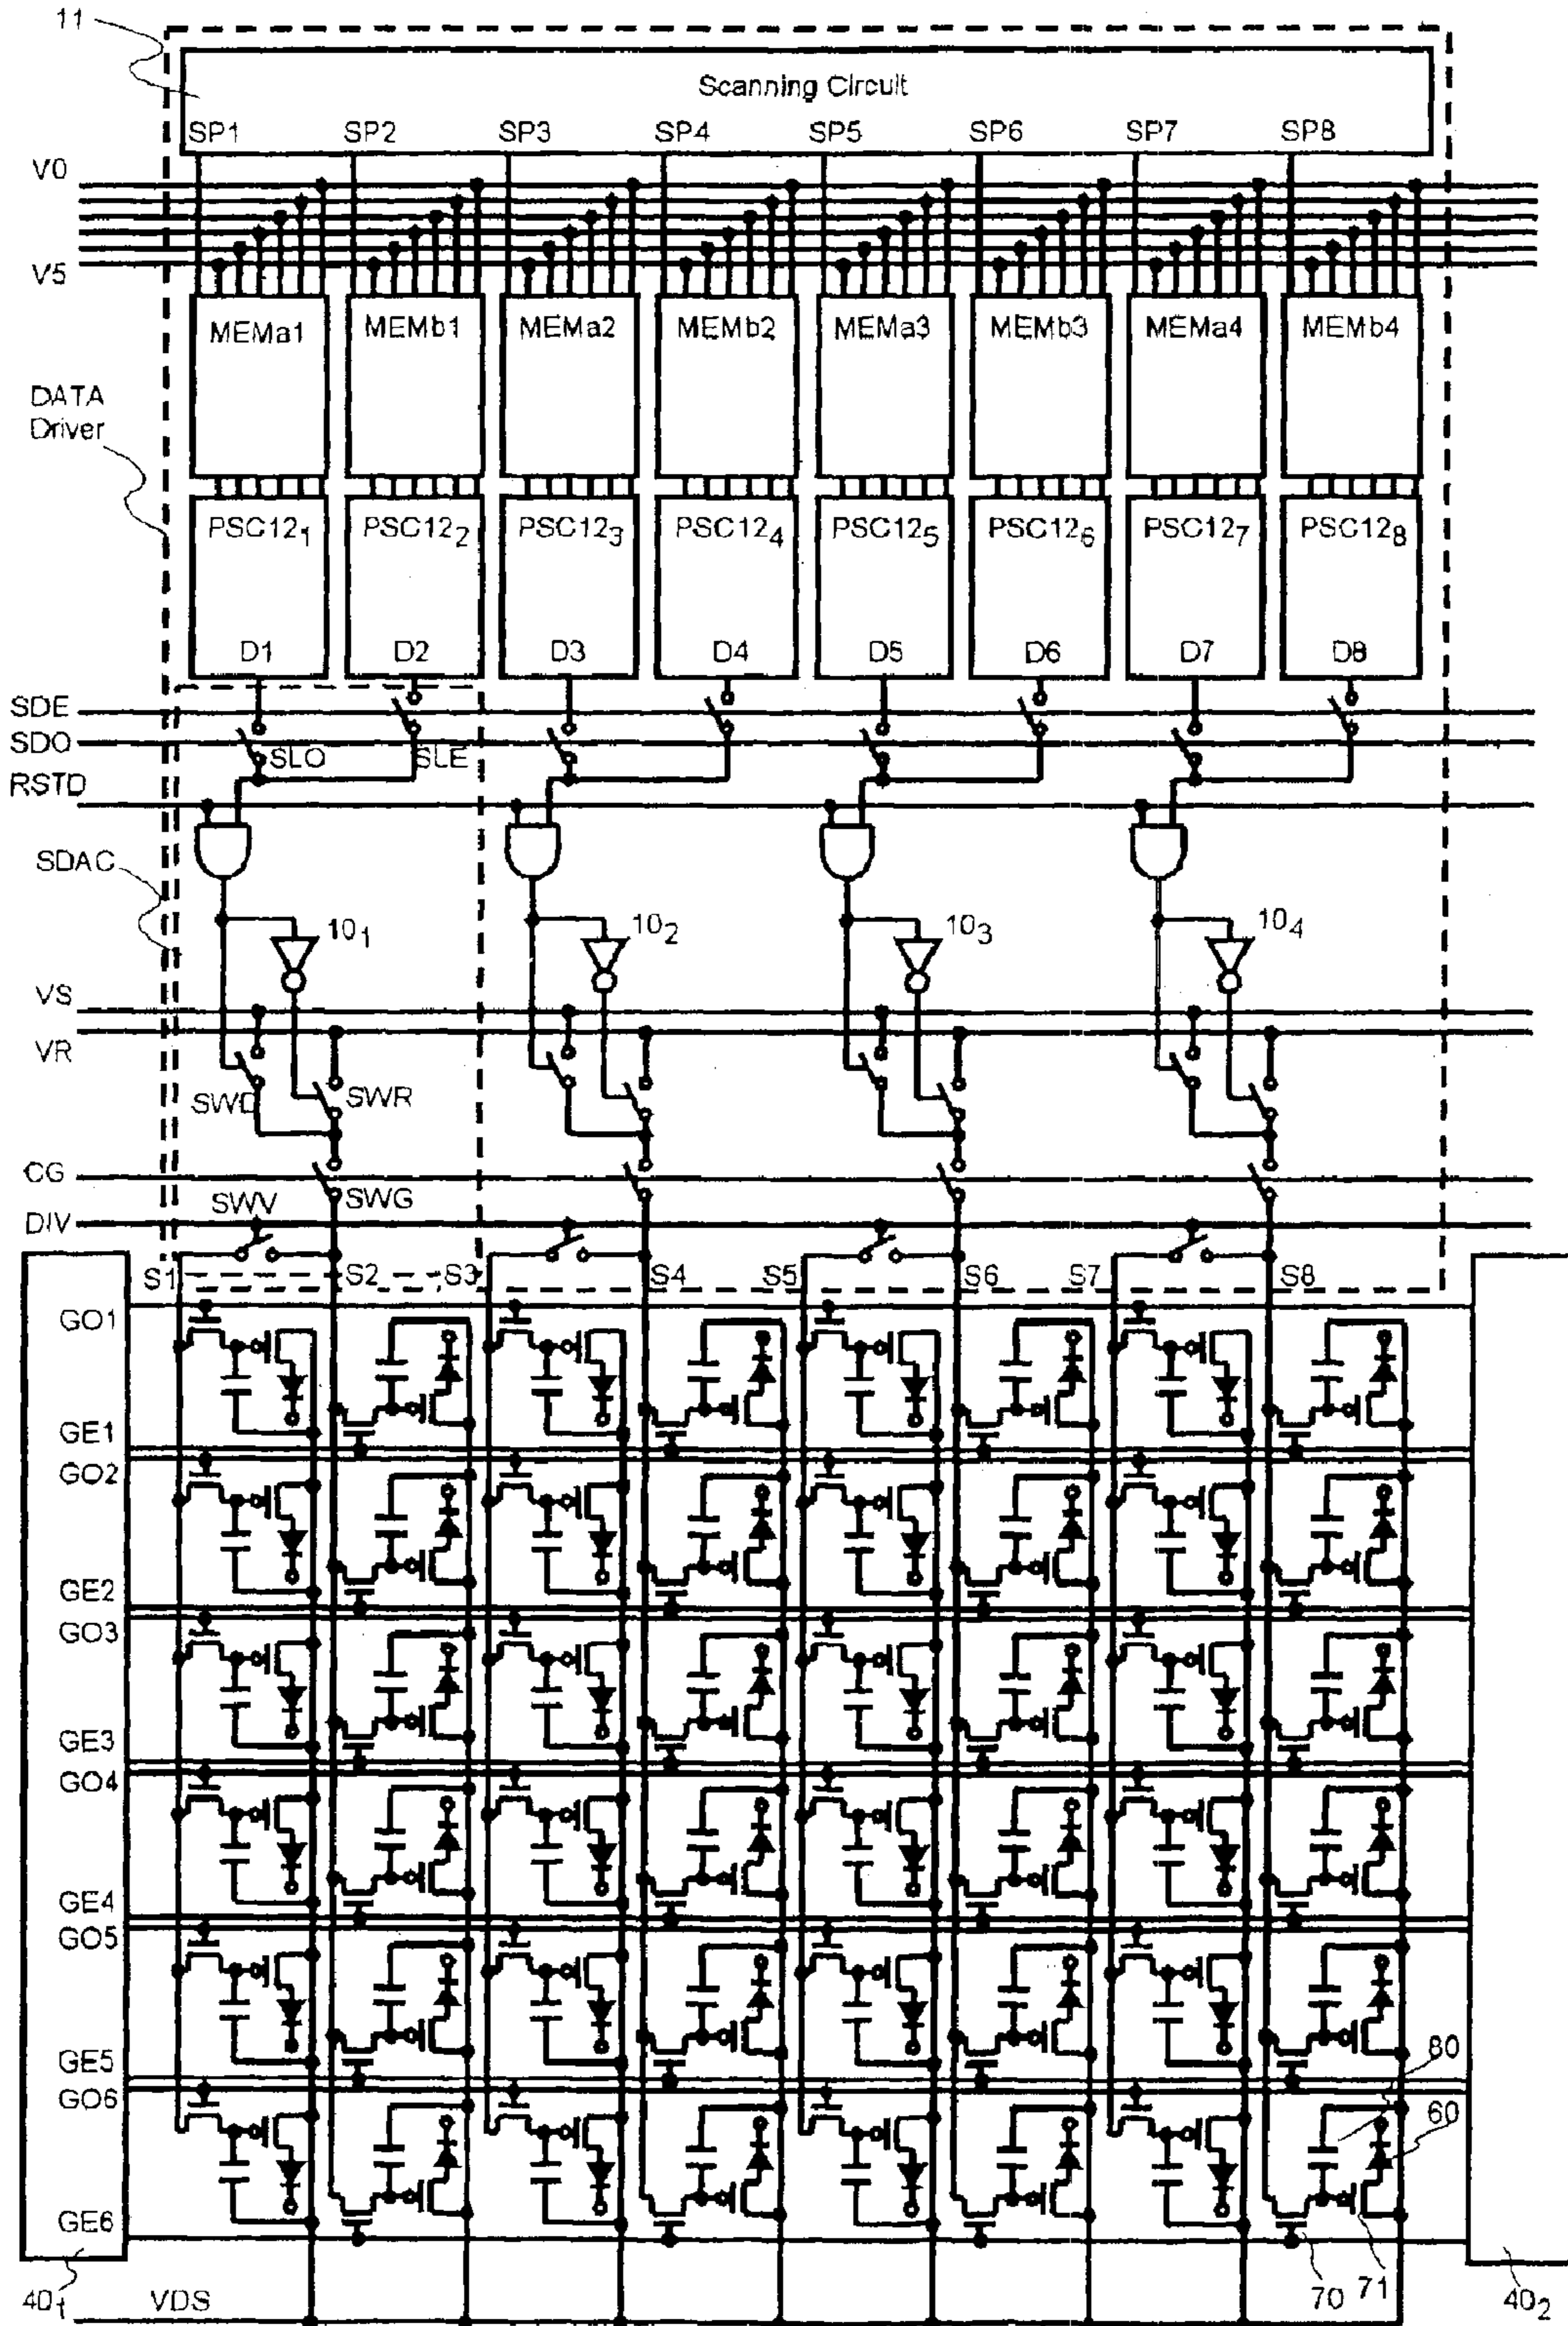 11
Scanning Circuit
SP1 SP2 SP3 SP4 SP5 SP6 SP7 SP8
V0
V5
MEMa1 MEMb1 MEMa2 MEMb2 MEMa3 MEMb3 MEMa4 MEMb4
DATA
Driver
PSC12₁ PSC12₂ PSC12₃ PSC12₄ PSC12₅ PSC12₆ PSC12₇ PSC12₈
D1 D2 D3 D4 D5 D6 D7 D8
SDE
SDO
SLO SLE
RSTD
SDAC
10₁ 10₂ 10₃ 10₄
VS
VR
SWD SWR
CG
SWV SWG
DIV
S1 S2 S3 S4 S5 S6 S7 S8
GO1
GE1
GO2
GE2
GO3
GE3
GO4
GE4
GO5
GE5
80
GO6
60
GE6
40₁ VDS 70 71 40₂